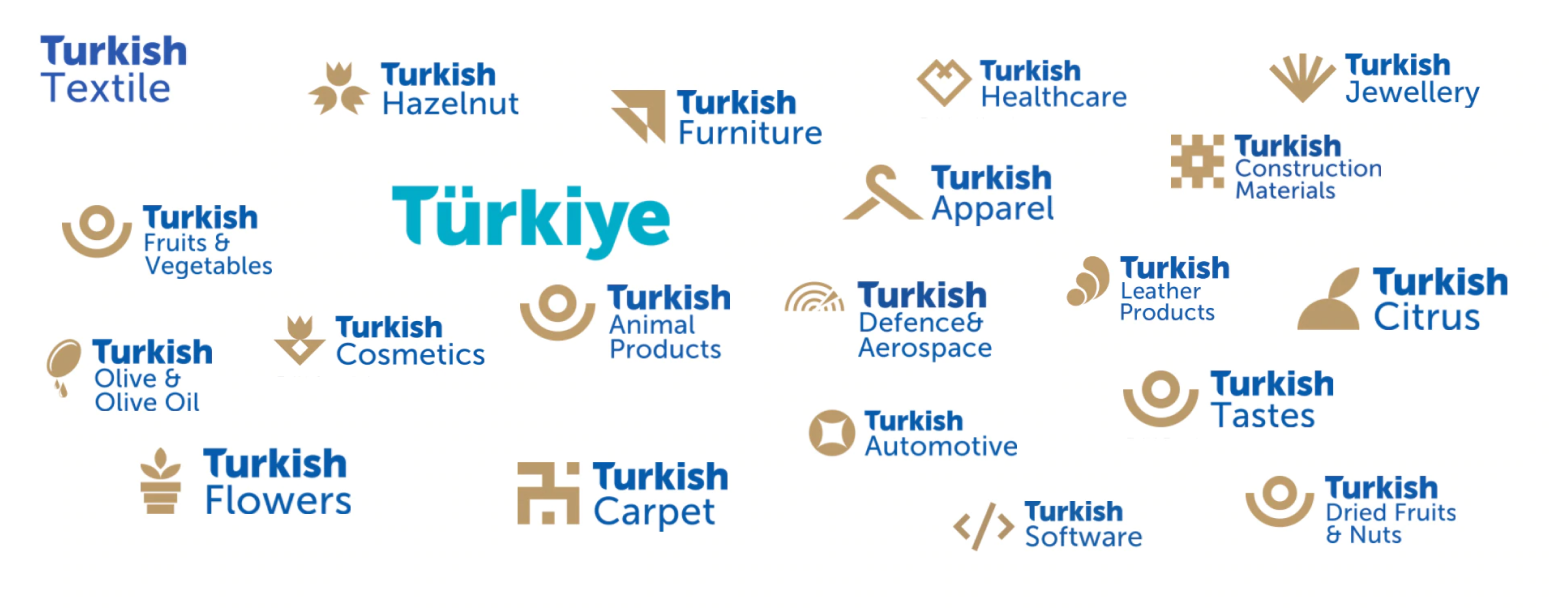 Turkish
Textile
Turkish
Hazelnut
Turkish
Furniture
Turkish
Healthcare
Turkish
Jewellery
Turkish
Construction
Materials
Turkish
Apparel
Türkiye
Turkish
Fruits &
Vegetables
Turkish
Leather
Products
Turkish
Citrus
Turkish
Defence&
Aerospace
Turkish
Animal
Products
Turkish
Cosmetics
Turkish
Olive &
Olive Oil
Turkish
Tastes
Turkish
Automotive
Turkish
Flowers
Turkish
Carpet
Turkish
Software
Turkish
Dried Fruits
& Nuts